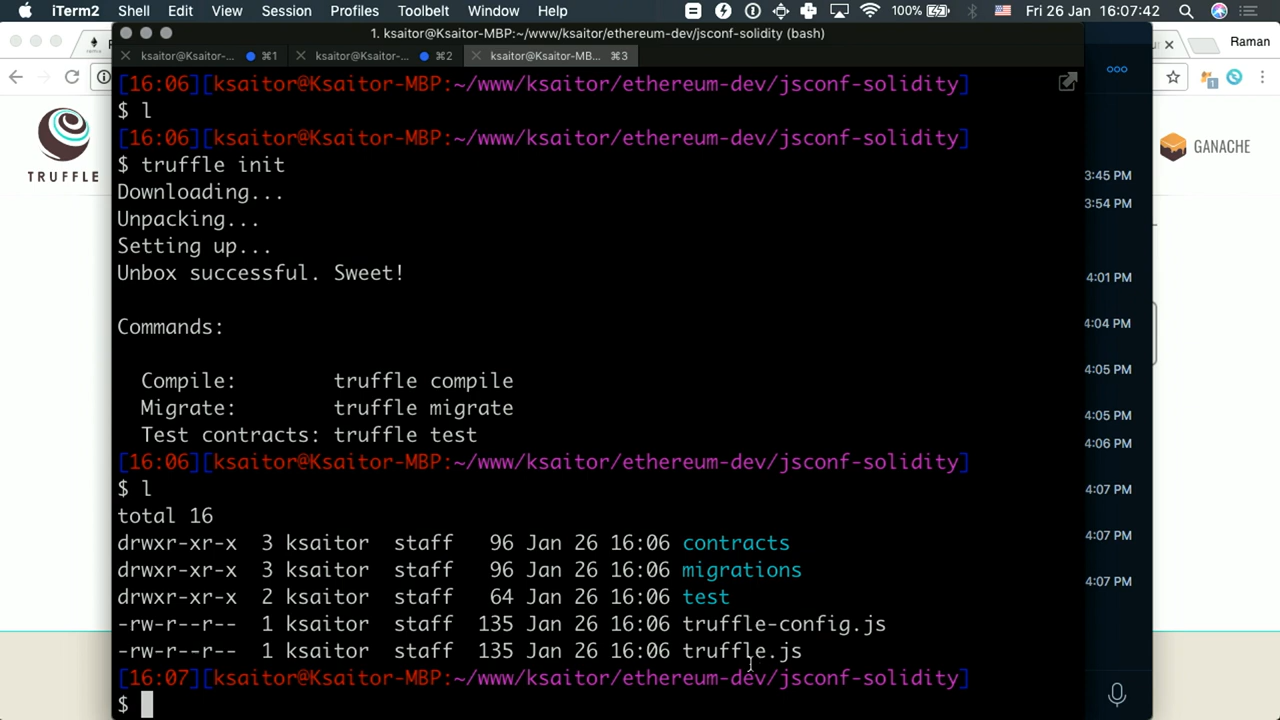 iTerm2 Shell Edit View Session Profiles Toolbelt Window Help 100% Fri 26 Jan 16:07:42
1. ksaitor@Ksaitor-MBP:~/www/ksaitor/ethereum-dev/jsconf-solidity (bash)
ksaitor@Ksaitor-... ⌘1 ksaitor@Ksaitor-... ⌘2 ksaitor@Ksaitor-MB... ⌘3
Raman
TRUFFLE
GANACHE
[16:06][ksaitor@Ksaitor-MBP:~/www/ksaitor/ethereum-dev/jsconf-solidity]
$ l
[16:06][ksaitor@Ksaitor-MBP:~/www/ksaitor/ethereum-dev/jsconf-solidity]
$ truffle init
Downloading...
Unpacking...
Setting up...
Unbox successful. Sweet!
Commands:
Compile: truffle compile
Migrate: truffle migrate
Test contracts: truffle test
[16:06][ksaitor@Ksaitor-MBP:~/www/ksaitor/ethereum-dev/jsconf-solidity]
$ l
total 16
drwxr-xr-x 3 ksaitor staff 96 Jan 26 16:06 contracts
drwxr-xr-x 3 ksaitor staff 96 Jan 26 16:06 migrations
drwxr-xr-x 2 ksaitor staff 64 Jan 26 16:06 test
-rw-r--r-- 1 ksaitor staff 135 Jan 26 16:06 truffle-config.js
-rw-r--r-- 1 ksaitor staff 135 Jan 26 16:06 truffle.js
[16:07][ksaitor@Ksaitor-MBP:~/www/ksaitor/ethereum-dev/jsconf-solidity]
$
3:45 PM
3:54 PM
4:01 PM
4:04 PM
4:05 PM
4:05 PM
4:06 PM
4:07 PM
4:07 PM
4:07 PM